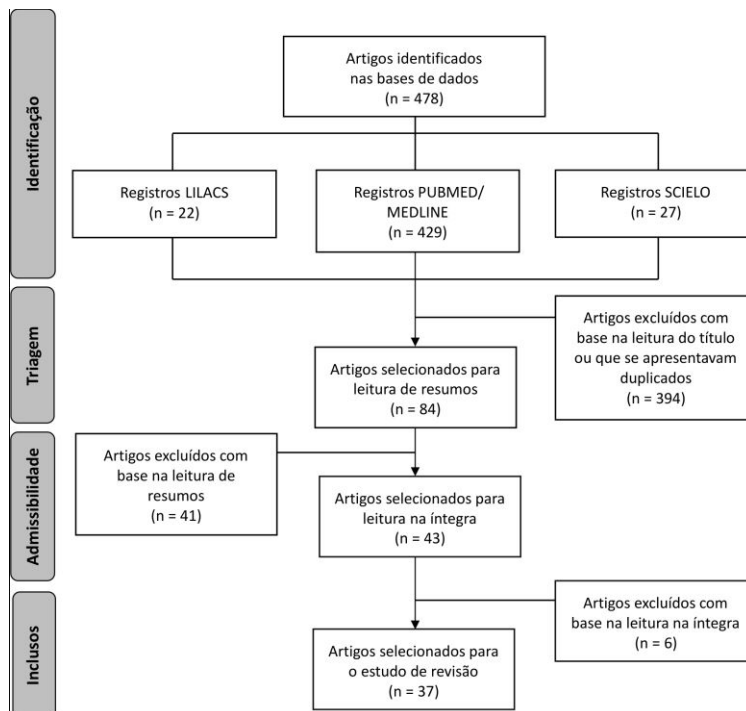 Identificação
Artigos identificados
nas bases de dados
(n = 478)
Registros LILACS
(n = 22)
Registros PUBMED/
MEDLINE
(n = 429)
Registros SCIELO
(n = 27)
Triagem
Artigos excluídos com
base na leitura do título
ou que se apresentavam
duplicados
(n = 394)
Artigos selecionados para
leitura de resumos
(n = 84)
Admissibilidade
Artigos excluídos com
base na leitura de
resumos
(n = 41)
Artigos selecionados para
leitura na íntegra
(n = 43)
Inclusos
Artigos excluídos com
base na leitura na íntegra
(n = 6)
Artigos selecionados para
o estudo de revisão
(n = 37)